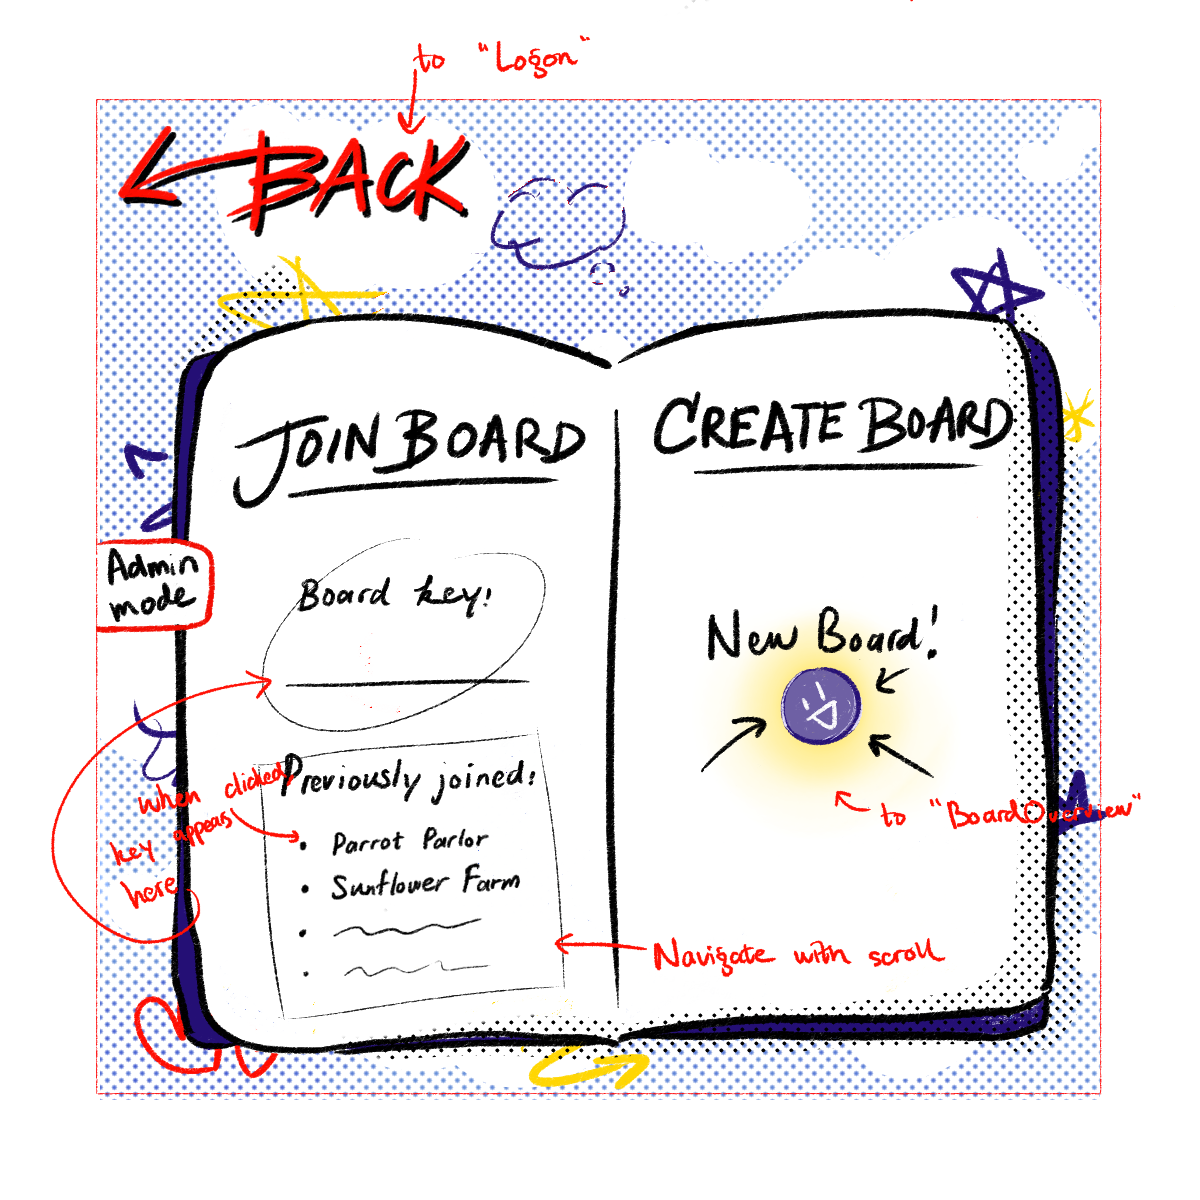 to "Logon"
BACK
JOIN BOARD
CREATE BOARD
Admin
mode
Board key:
New Board!
Previously joined:
when clicked
key appears
here
• Parrot Parlor
• Sunflower Farm
to "BoardOverview"
Navigate with scroll